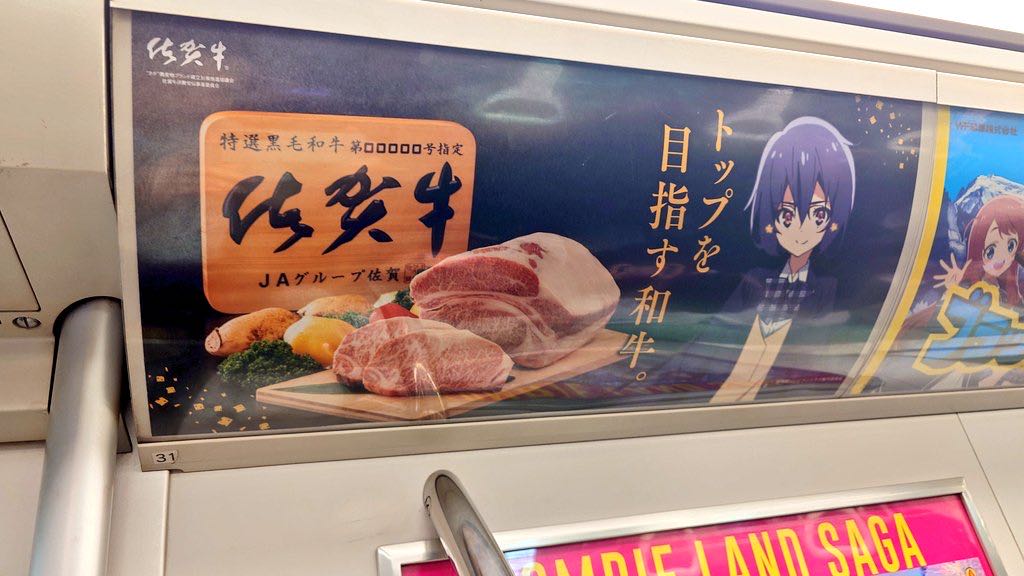 佐賀牛
特選黒毛和牛第□□□□□号指定
佐賀牛
JAグループ佐賀
トップを
目指す和牛。
31
ZOMBIE LAND SAGA